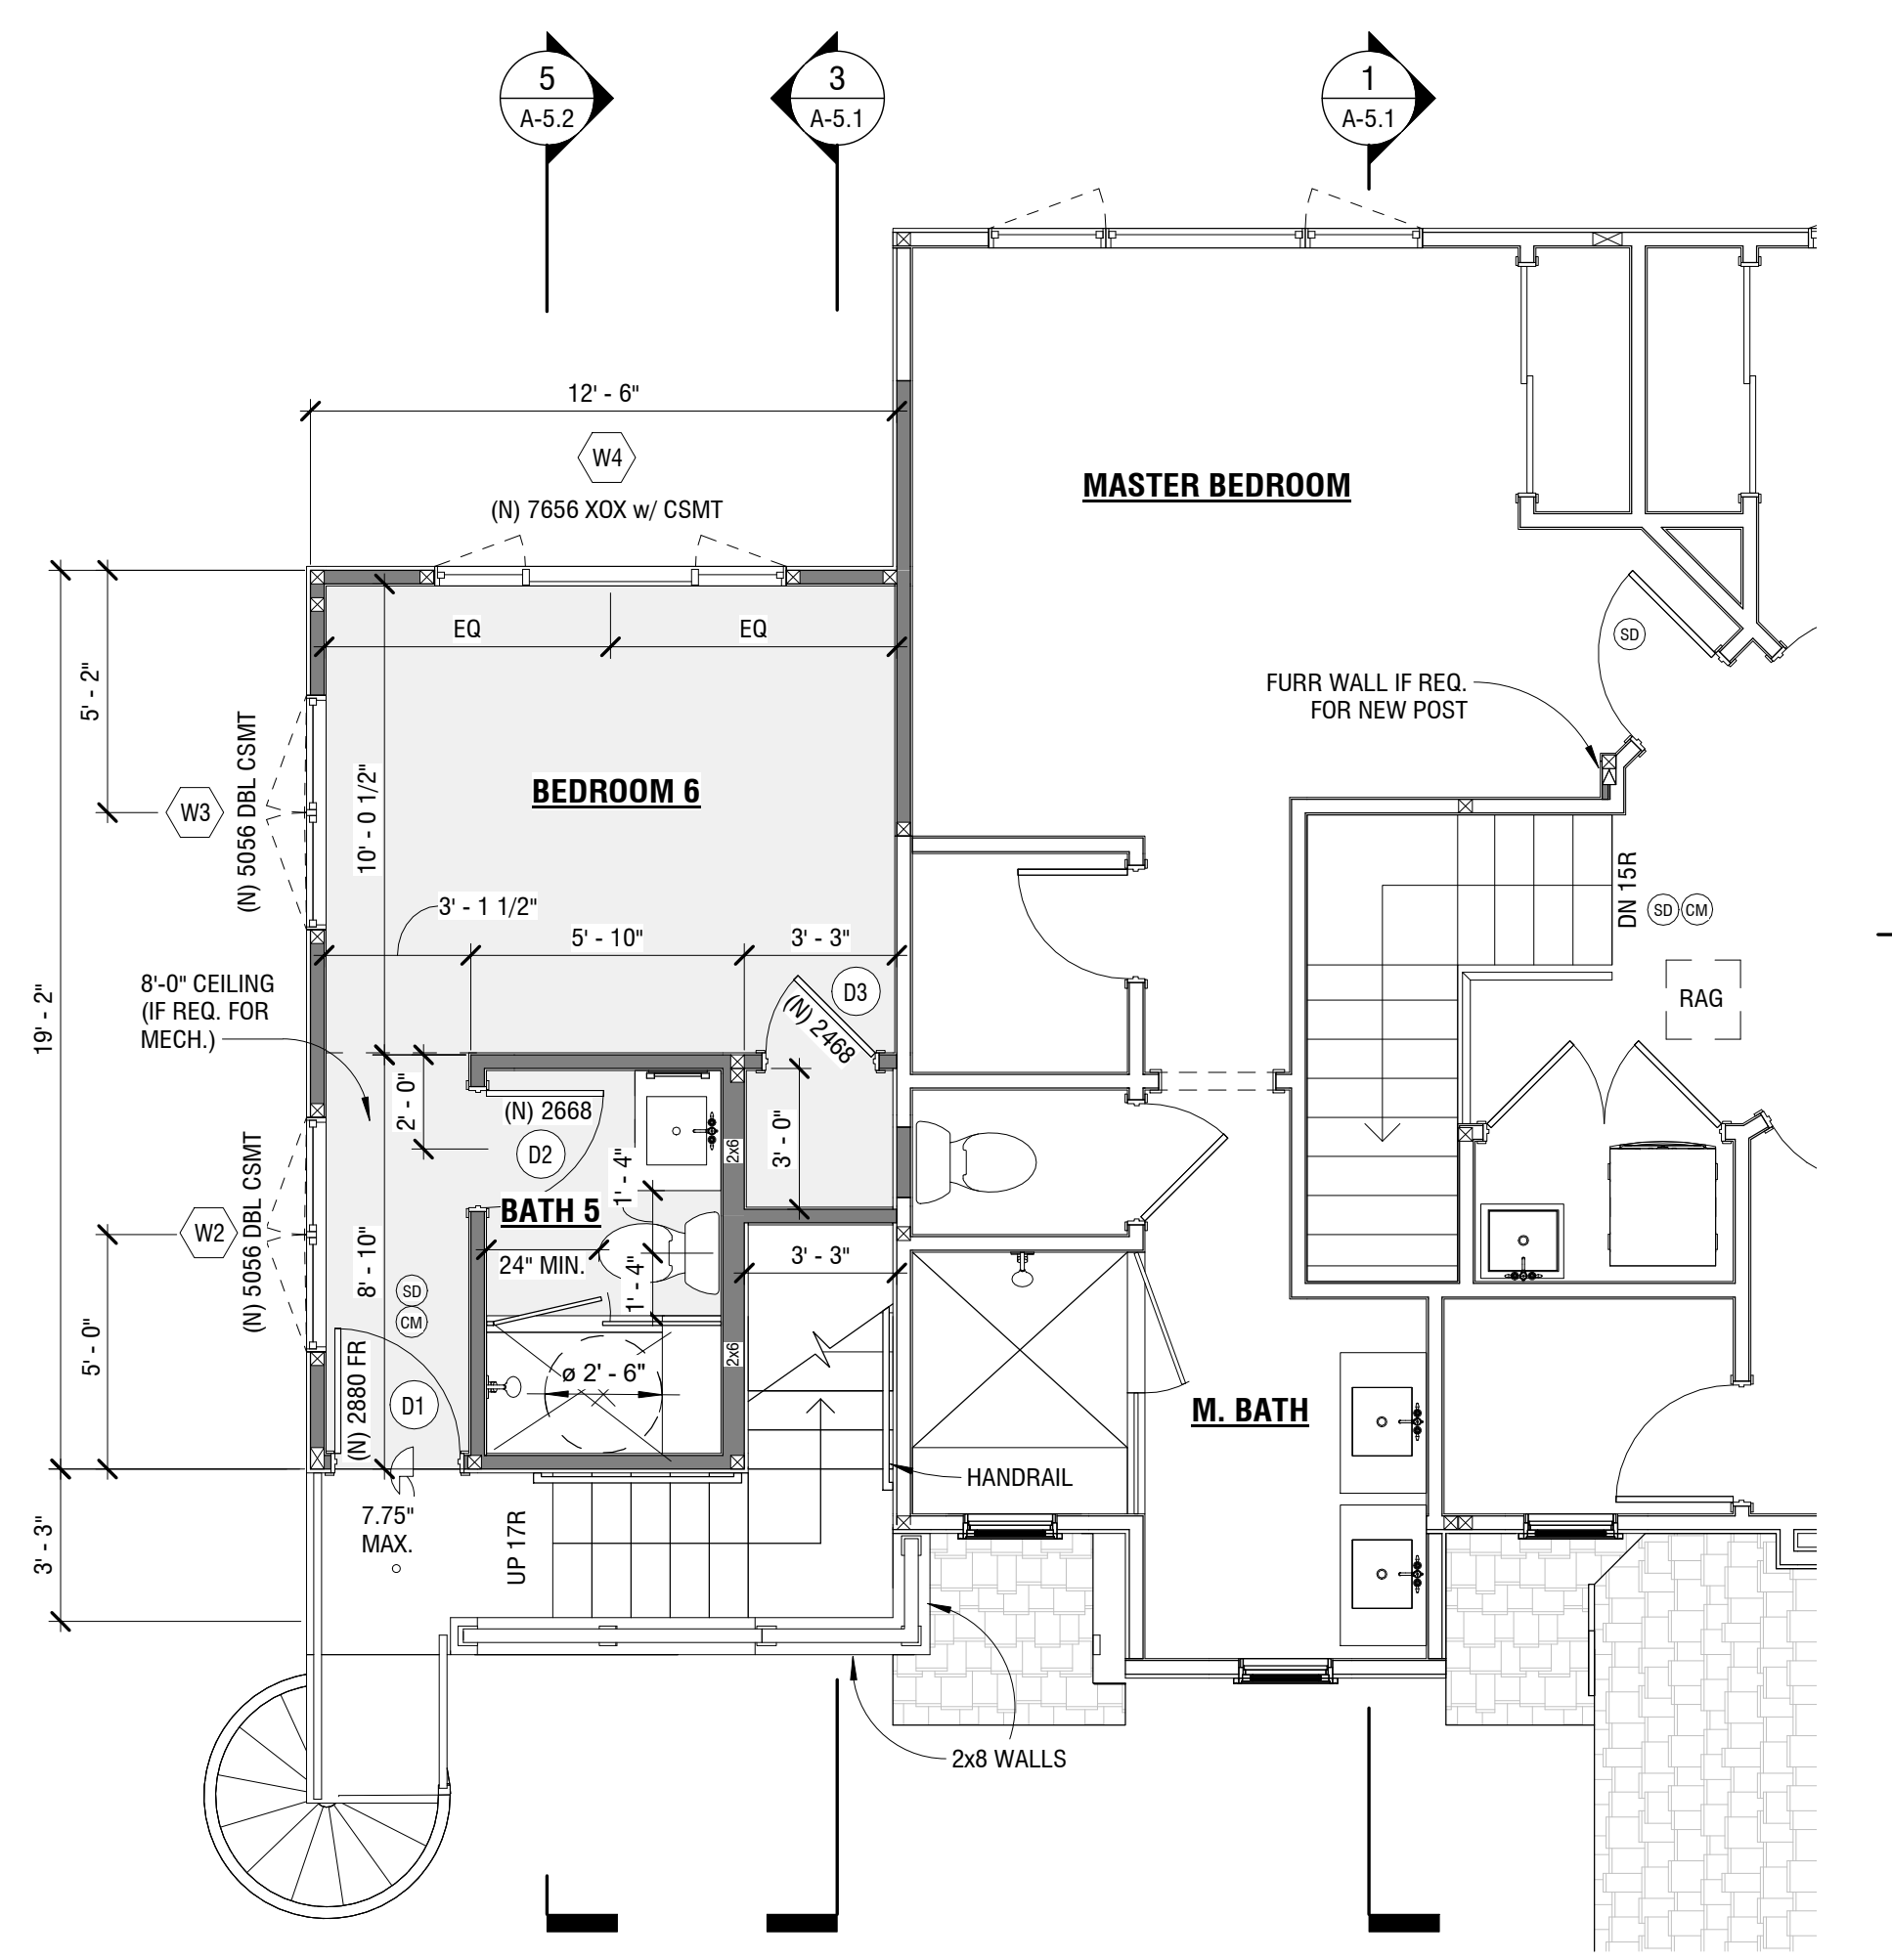 5
A-5.2
3
A-5.1
1
A-5.1
12' - 6"
W4
(N) 7656 XOX w/ CSMT
MASTER BEDROOM
EQ
EQ
5' - 2"
SD
FURR WALL IF REQ.
FOR NEW POST
W3
(N) 5056 DBL CSMT
10' - 0 1/2"
BEDROOM 6
3' - 1 1/2"
5' - 10"
3' - 3"
DN 15R
SD
CM
8'-0" CEILING
(IF REQ. FOR
MECH.)
D3
(N) 2468
RAG
19' - 2"
2' - 0"
(N) 2668
D2
2x6
3' - 0"
1' - 4"
BATH 5
W2
(N) 5056 DBL CSMT
8' - 10"
24" MIN.
1' - 4"
3' - 3"
SD
CM
5' - 0"
2x6
ø 2' - 6"
(N) 2880 FR
D1
M. BATH
HANDRAIL
7.75"
MAX.
UP 17R
3' - 3"
2x8 WALLS